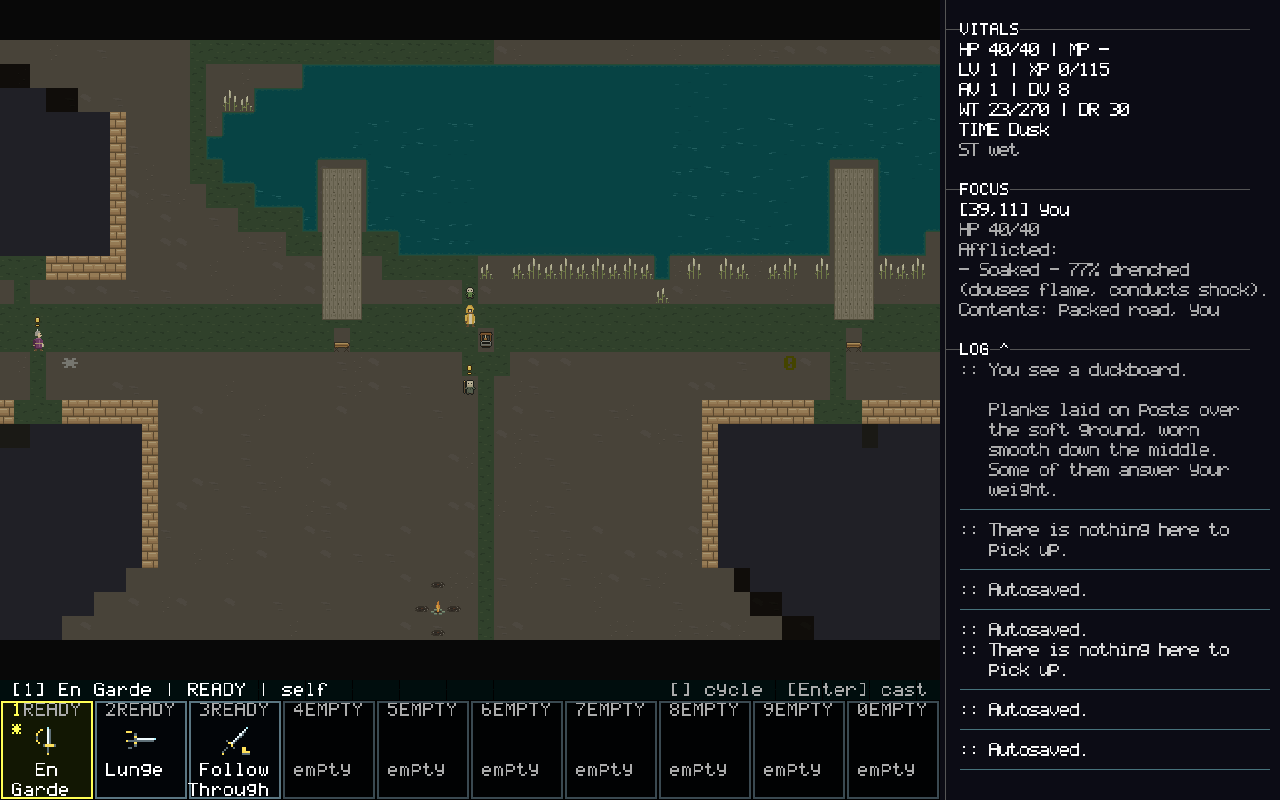 VITALS
HP 40/40 | MP -
LV 1 | XP 0/115
AV 1 | DV 8
WT 23/270 | DR 30
TIME Dusk
ST wet
FOCUS
[39,11] You
HP 40/40
Afflicted:
- Soaked - 77% drenched
(douses flame, conducts shock).
Contents: Packed road, You
LOG ^
:: You see a duckboard.
Planks laid on Posts over
the soft ground, worn
smooth down the middle.
Some of them answer your
weight.
:: There is nothing here to
Pick up.
:: Autosaved.
:: Autosaved.
:: There is nothing here to
Pick up.
:: Autosaved.
:: Autosaved.
[1] En Garde | READY | self
[] cycle [Enter] cast
1READY 2READY 3READY 4EMPTY 5EMPTY 6EMPTY 7EMPTY 8EMPTY 9EMPTY 0EMPTY
*
En Lunge Follow empty empty empty empty empty empty empty
Garde Through